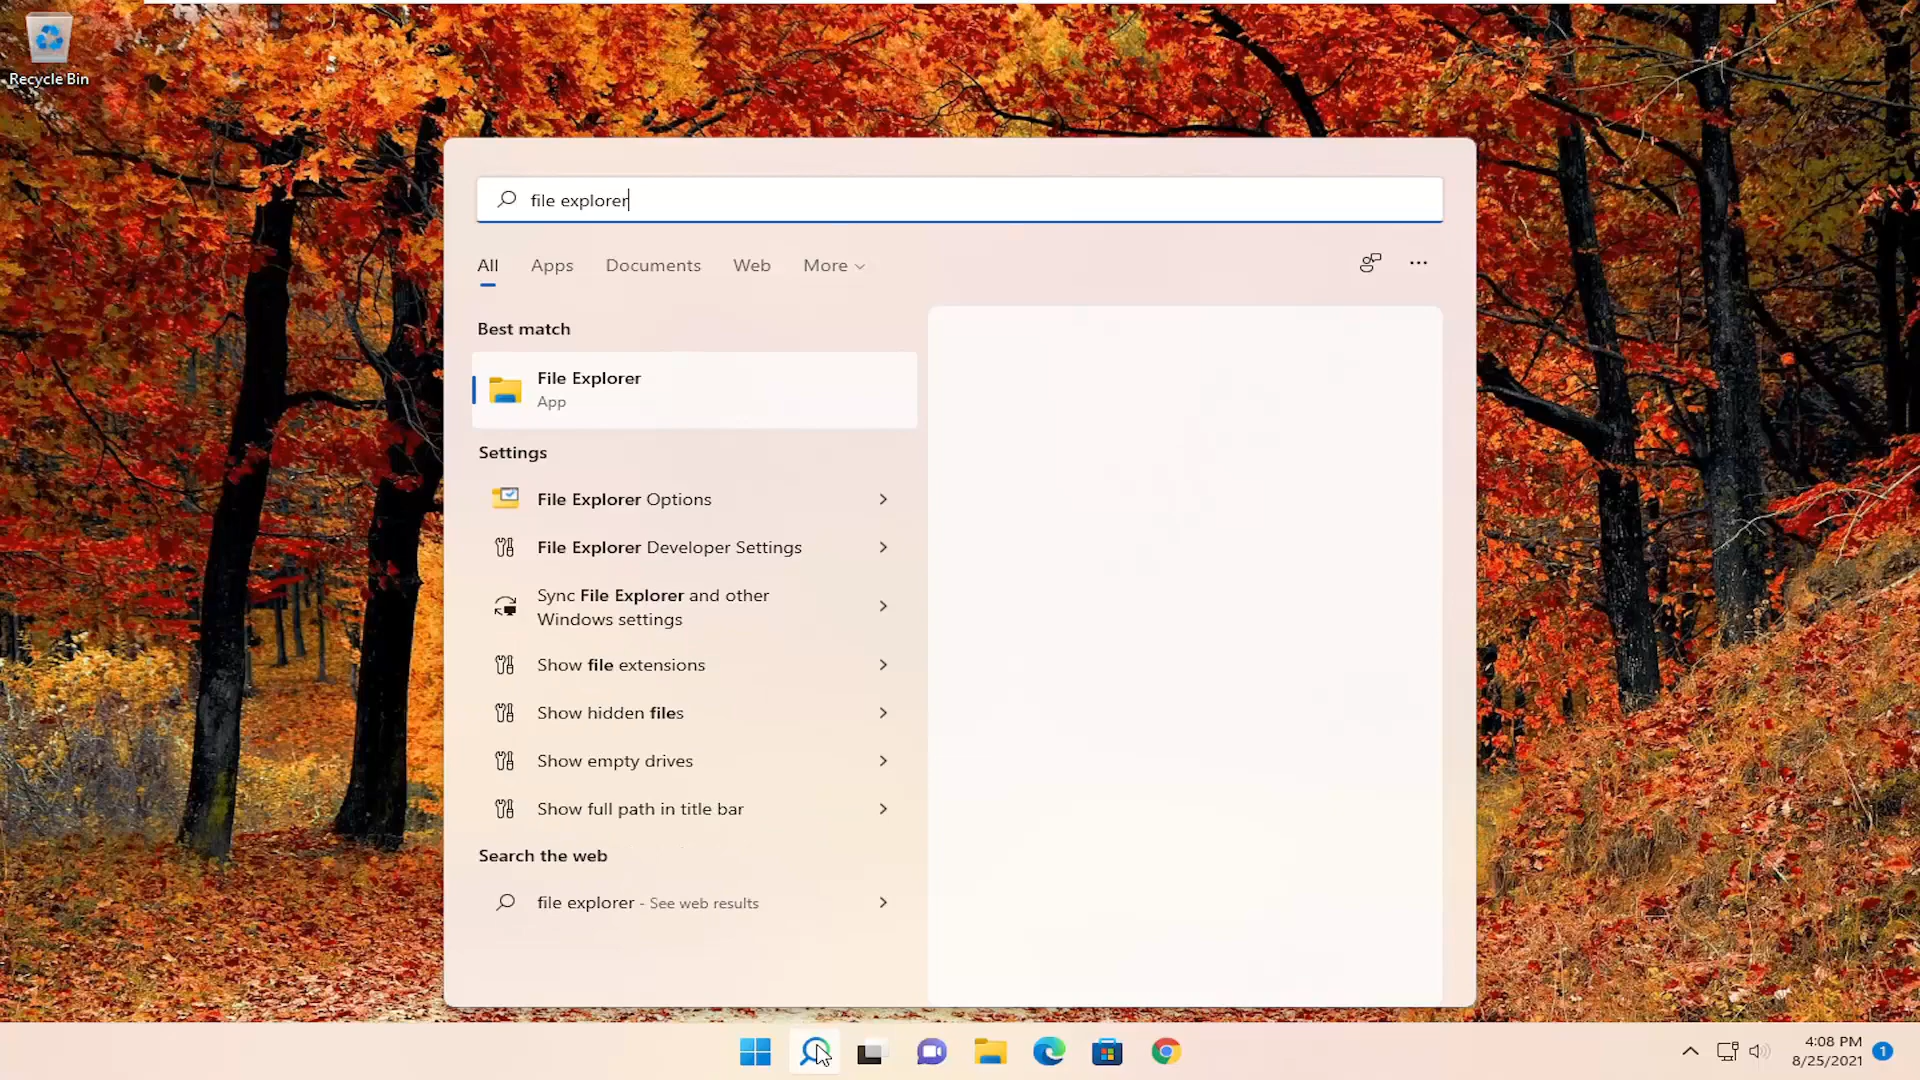 Recycle Bin
file explorer
All
Apps
Documents
Web
More
Best match
File Explorer
App
Settings
File Explorer Options
File Explorer Developer Settings
Sync File Explorer and other
Windows settings
Show file extensions
Show hidden files
Show empty drives
Show full path in title bar
Search the web
file explorer - See web results
4:08 PM
8/25/2021
1